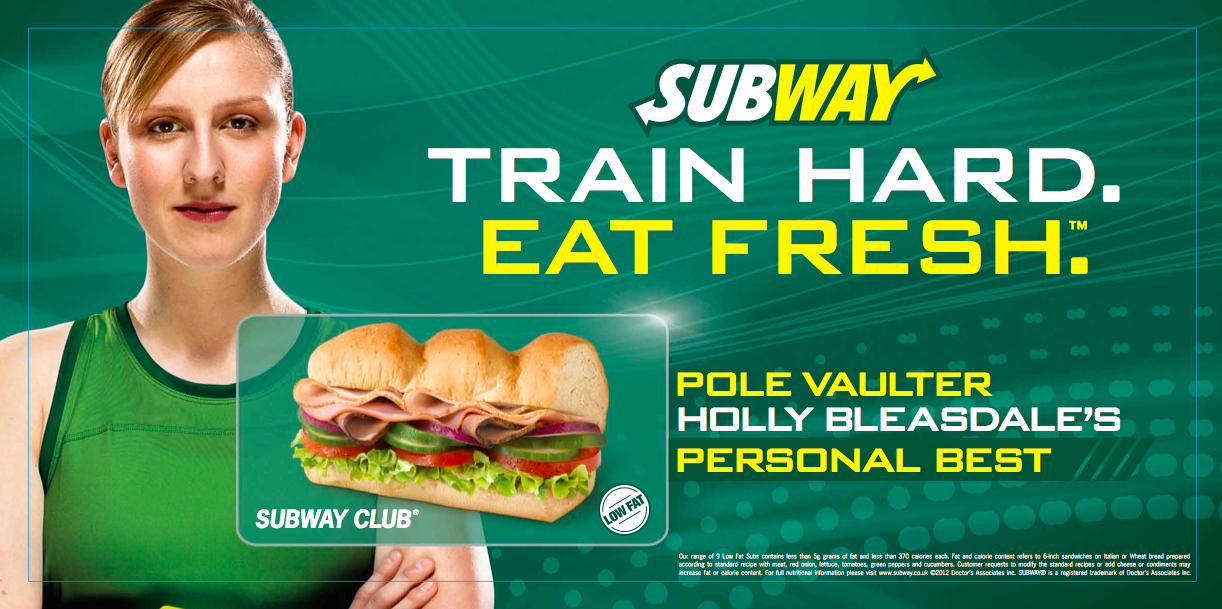 SUBWAY
TRAIN HARD.
EAT FRESH.™
POLE VAULTER
HOLLY BLEASDALE'S
PERSONAL BEST
SUBWAY CLUB®
LOW FAT
Our range of 9 Low Fat Subs contains less than 5g grams of fat and less than 370 calories each. Fat and calorie content refers to 6-inch sandwiches on Italian or Wheat bread prepared
according to standard recipe with meat, red onion, lettuce, tomatoes, green peppers and cucumbers. Customer requests to modify the standard recipes or add cheese or condiments may
increase fat or calorie content. For full nutritional information please visit www.subway.co.uk ©2012 Doctor's Associates Inc. SUBWAY® is a registered trademark of Doctor's Associates Inc.